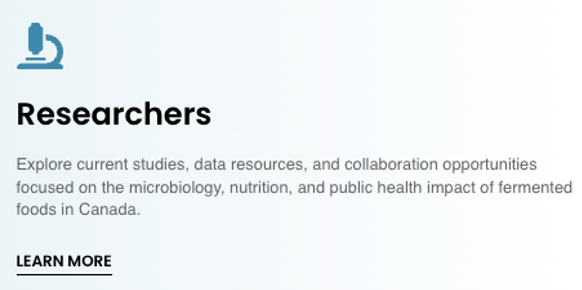 Researchers
Explore current studies, data resources, and collaboration opportunities
focused on the microbiology, nutrition, and public health impact of fermented
foods in Canada.
LEARN MORE